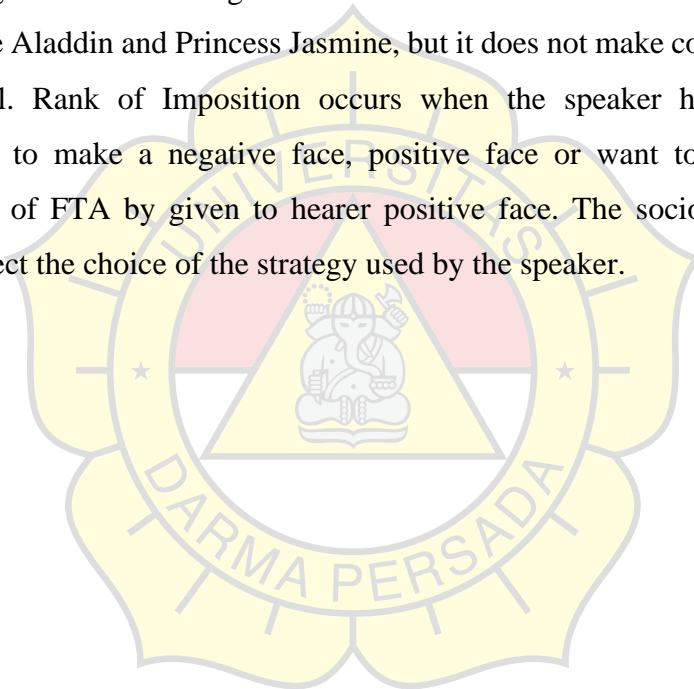 e Aladdin and Princess Jasmine, but it does not make co
l. Rank of Imposition occurs when the speaker h
to make a negative face, positive face or want to
of FTA by given to hearer positive face. The socio
ect the choice of the strategy used by the speaker.
UNIVERSITAS
DARMA PERSADA